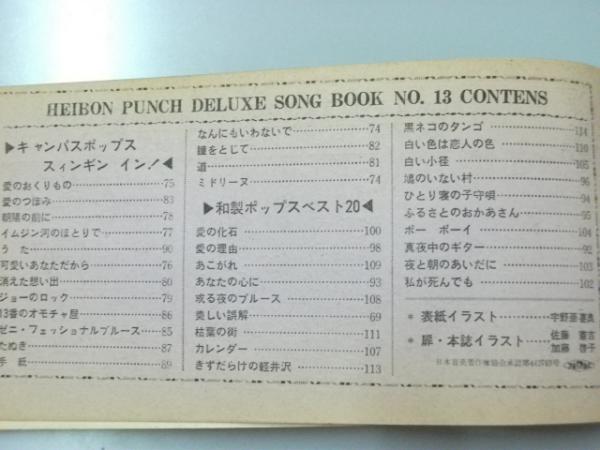 HEIBON PUNCH DELUXE SONG BOOK NO. 13 CONTENS
▶キャンパスポップス
スィンギン イン!◀
愛のおくりもの……75
愛のつぼみ……83
朝陽の前に……78
イムジン河のほとりで……77
うた……90
可愛いあなただから……76
消えた想い出……80
ジョーのロック……79
13番のオモチャ屋……86
ゼニ・フェッショナルブルース……85
たぬき……87
手紙……89
なんにもいわないで……74
鐘をとして……82
道……81
ミドリーヌ……74
▶和製ポップスベスト20◀
愛の化石……100
愛の理由……98
あこがれ……109
あなたの心に……93
或る夜のブルース……108
美しい誤解……69
枯葉の街……111
カレンダー……107
きずだらけの軽井沢……113
黒ネコのタンゴ……114
白い色は恋人の色……110
白い小径……105
鳩のいない村……96
ひとり寝の子守唄……94
ふるさとのおかあさん……95
ボー ボーイ……104
真夜中のギター……92
夜と朝のあいだに……103
私が死んでも……102
* 表紙イラスト……宇野亜喜良
* 扉・本誌イラスト……佐藤憲吉
加藤啓子